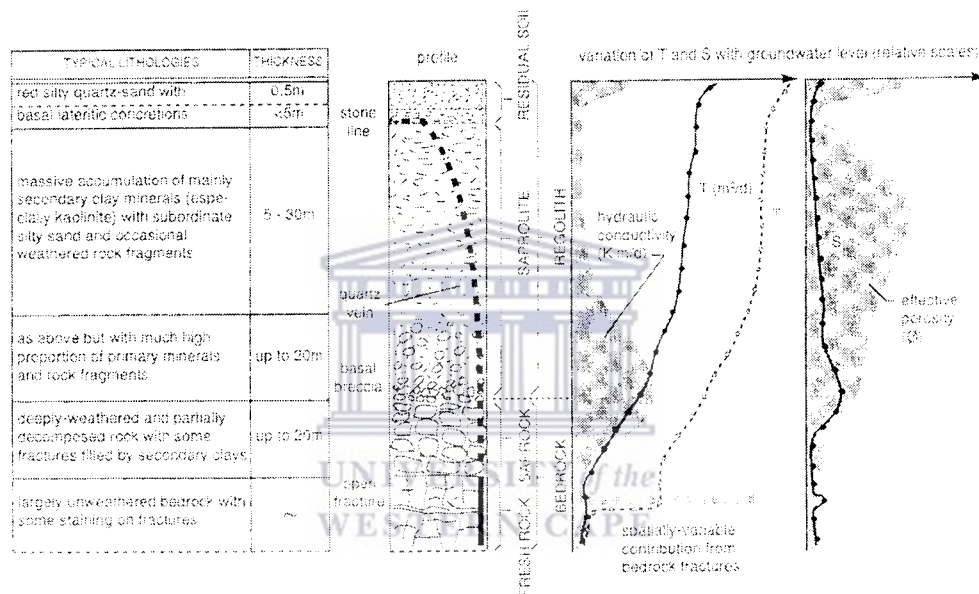 TYPICAL LITHOLOGIES
THICKNESS
red silty quartz-sand with
0.5m
basal lateritic concretions
<5m
massive accumulation of mainly
secondary clay minerals (espe-
cially kaolinite) with subordinate
silty sand and occasional
weathered rock fragments
5 - 30m
as above but with much high
proportion of primary minerals
and rock fragments
up to 20m
deeply-weathered and partially
decomposed rock with some
fractures filled by secondary clays
up to 20m
largely unweathered bedrock with
some staining on fractures
~
profile
stone
line
quartz
vein
basal
breccia
open
fracture
RESIDUAL SOIL
SAPROLITE
SAPROCK
FRESH ROCK
REGOLITH
BEDROCK
variation of T and S with groundwater level (relative scales)
T (m²/d)
T
hydraulic
conductivity
(K m/d)
spatially-variable
contribution from
bedrock fractures
S
effective
porosity
(Ø)
UNIVERSITY of the
WESTERN CAPE